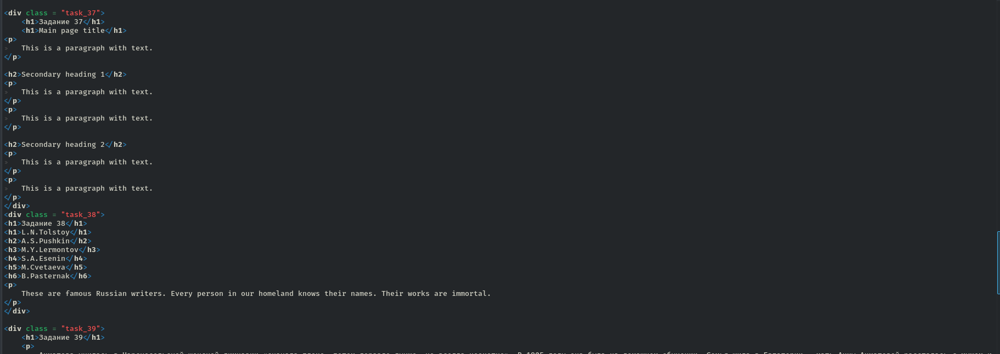 <div class = "task_37">
    <h1>Задание 37</h1>
    <h1>Main page title</h1>
<p>
»   This is a paragraph with text.
</p>
<h2>Secondary heading 1</h2>
<p>
»   This is a paragraph with text.
</p>
<p>
»   This is a paragraph with text.
</p>
<h2>Secondary heading 2</h2>
<p>
»   This is a paragraph with text.
</p>
<p>
»   This is a paragraph with text.
</p>
</div>
<div class = "task_38">
<h1>Задание 38</h1>
<h1>L.N.Tolstoy</h1>
<h2>A.S.Pushkin</h2>
<h3>M.Y.Lermontov</h3>
<h4>S.A.Esenin</h4>
<h5>M.Cvetaeva</h5>
<h6>B.Pasternak</h6>
<p>
    These are famous Russian writers. Every person in our homeland knows their names. Their works are immortal.
</p>
</div>
<div class = "task_39">
    <h1>Задание 39</h1>
    <p>